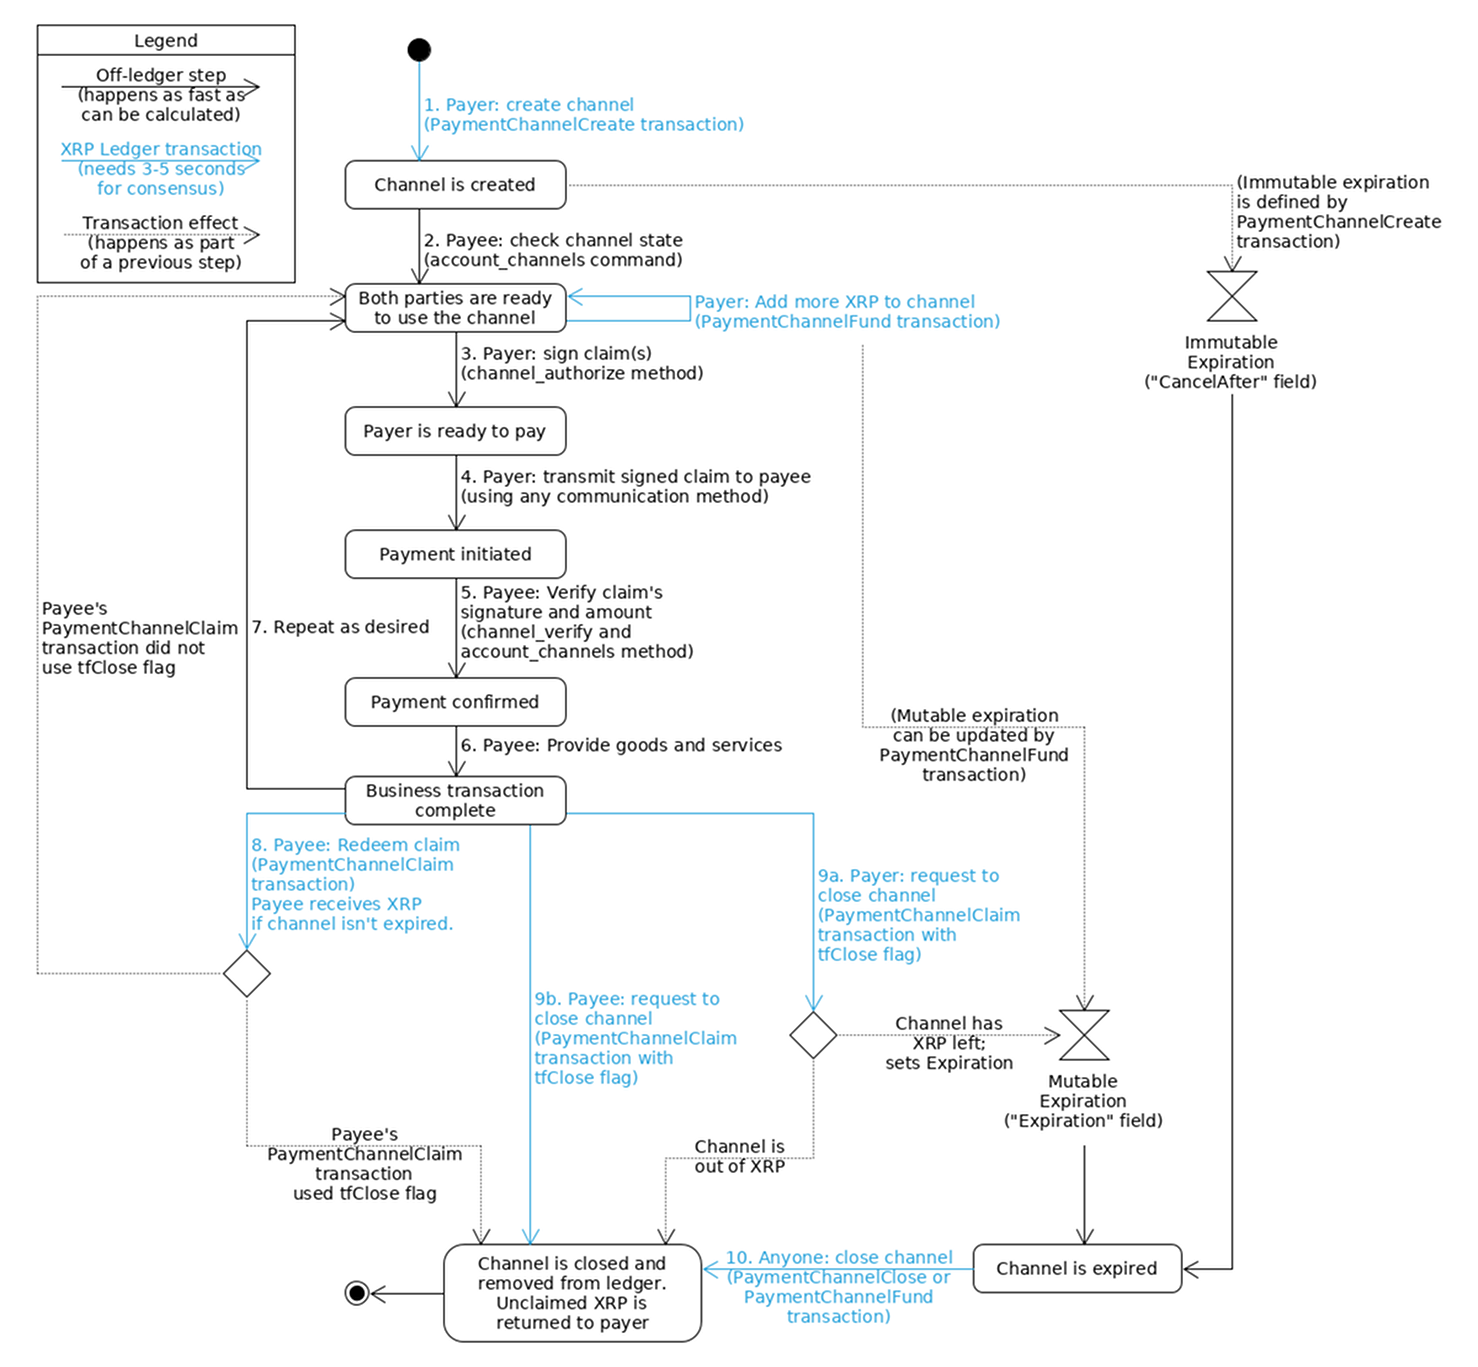 Legend
Off-ledger step
(happens as fast as
can be calculated)
XRP Ledger transaction
(needs 3-5 seconds
for consensus)
Transaction effect
(happens as part
of a previous step)
1. Payer: create channel
(PaymentChannelCreate transaction)
Channel is created
(Immutable expiration
is defined by
PaymentChannelCreate
transaction)
2. Payee: check channel state
(account_channels command)
Both parties are ready
to use the channel
Payer: Add more XRP to channel
(PaymentChannelFund transaction)
Immutable
Expiration
("CancelAfter" field)
3. Payer: sign claim(s)
(channel_authorize method)
Payer is ready to pay
4. Payer: transmit signed claim to payee
(using any communication method)
Payment initiated
5. Payee: Verify claim's
signature and amount
(channel_verify and
account_channels method)
Payee's
PaymentChannelClaim
transaction did not
use tfClose flag
7. Repeat as desired
Payment confirmed
(Mutable expiration
can be updated by
PaymentChannelFund
transaction)
6. Payee: Provide goods and services
Business transaction
complete
8. Payee: Redeem claim
(PaymentChannelClaim
transaction)
Payee receives XRP
if channel isn't expired.
9a. Payer: request to
close channel
(PaymentChannelClaim
transaction with
tfClose flag)
9b. Payee: request to
close channel
(PaymentChannelClaim
transaction with
tfClose flag)
Channel has
XRP left;
sets Expiration
Mutable
Expiration
("Expiration" field)
Payee's
PaymentChannelClaim
transaction
used tfClose flag
Channel is
out of XRP
Channel is closed and
removed from ledger.
Unclaimed XRP is
returned to payer
10. Anyone: close channel
(PaymentChannelClose or
PaymentChannelFund
transaction)
Channel is expired